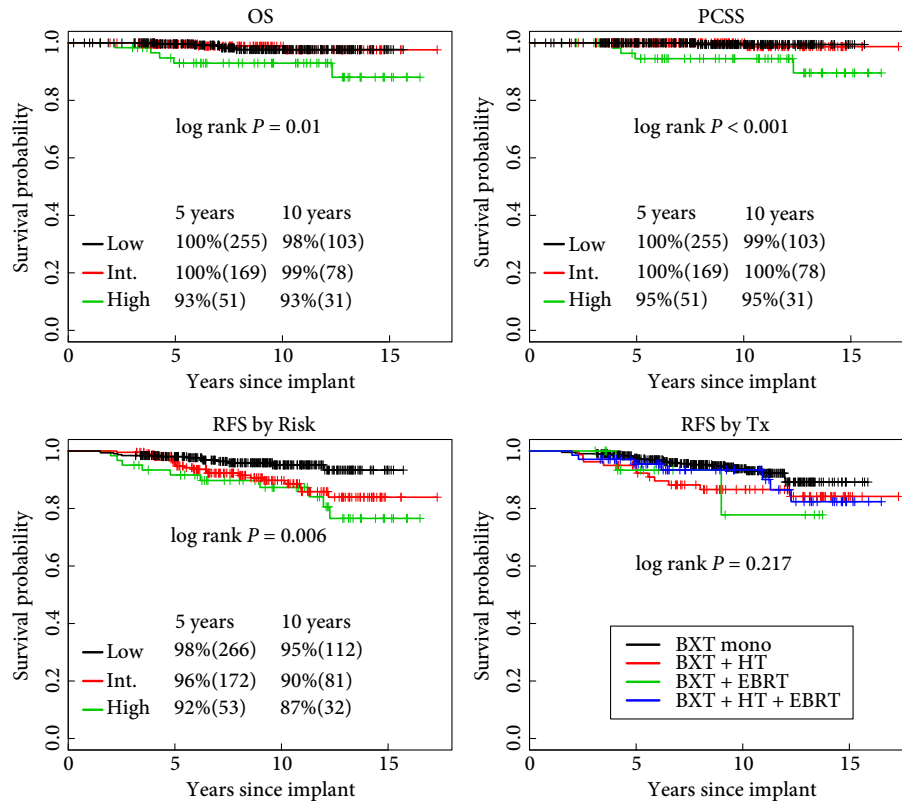 OS
Survival probability
1.0
0.8
0.6
0.4
0.2
0.0
log rank P = 0.01
5 years 10 years
Low 100%(255) 98%(103)
Int. 100%(169) 99%(78)
High 93%(51) 93%(31)
0 5 10 15
Years since implant
PCSS
Survival probability
1.0
0.8
0.6
0.4
0.2
0.0
log rank P < 0.001
5 years 10 years
Low 100%(255) 99%(103)
Int. 100%(169) 100%(78)
High 95%(51) 95%(31)
0 5 10 15
Years since implant
RFS by Risk
Survival probability
1.0
0.8
0.6
0.4
0.2
0.0
log rank P = 0.006
5 years 10 years
Low 98%(266) 95%(112)
Int. 96%(172) 90%(81)
High 92%(53) 87%(32)
0 5 10 15
Years since implant
RFS by Tx
Survival probability
1.0
0.8
0.6
0.4
0.2
0.0
log rank P = 0.217
BXT mono
BXT + HT
BXT + EBRT
BXT + HT + EBRT
0 5 10 15
Years since implant